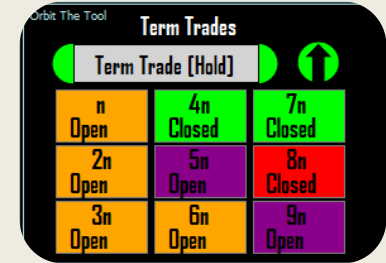 Orbit The Tool
Term Trades
Term Trade [Hold]
n 4n 7n
Open Closed Closed
2n 5n 8n
Open Open Closed
3n 6n 9n
Open Open Open